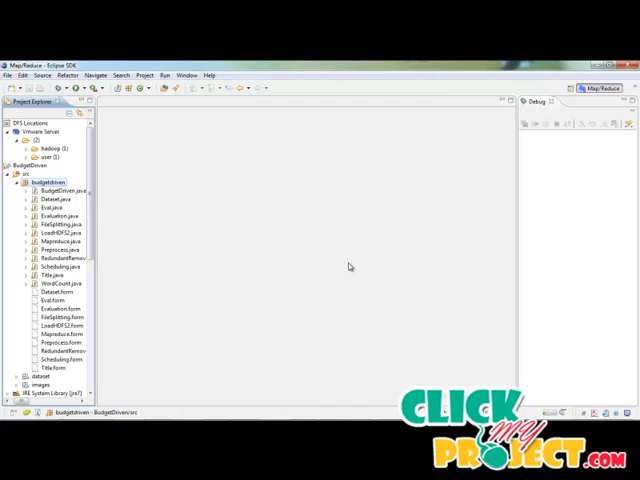 Map/Reduce - Eclipse SDK
File Edit Source Refactor Navigate Search Project Run Window Help
Map/Reduce
Project Explorer
Debug
DFS Locations
Vmware Server
(2)
hadoop (1)
user (1)
BudgetDriven
src
budgetdriven
BudgetDriven.java
Dataset.java
Eval.java
Evaluation.java
FileSplitting.java
LoadHDFS2.java
Mapreduce.java
Preprocess.java
RedundantRemov
Scheduling.java
Title.java
WordCount.java
Dataset.form
Eval.form
Evaluation.form
FileSplitting.form
LoadHDFS2.form
Mapreduce.form
Preprocess.form
RedundantRemov
Scheduling.form
Title.form
dataset
images
JRE System Library [jre7]
budgetdriven - BudgetDriven/src
CLICK
MY
PROJECT.COM